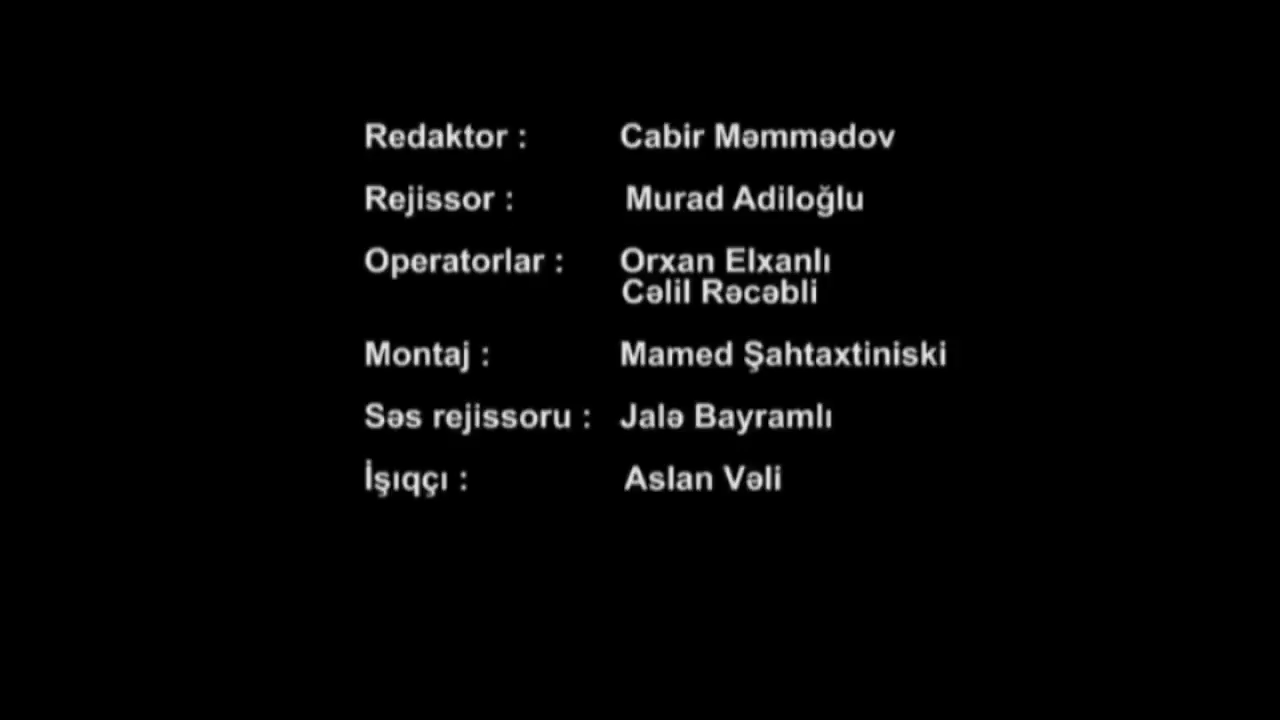 Redaktor : Cabir Məmmədov
Rejissor : Murad Adiloğlu
Operatorlar : Orxan Elxanlı
Cəlil Rəcəbli
Montaj : Mamed Şahtaxtiniski
Səs rejissoru : Jalə Bayramlı
İşıqçı : Aslan Vəli